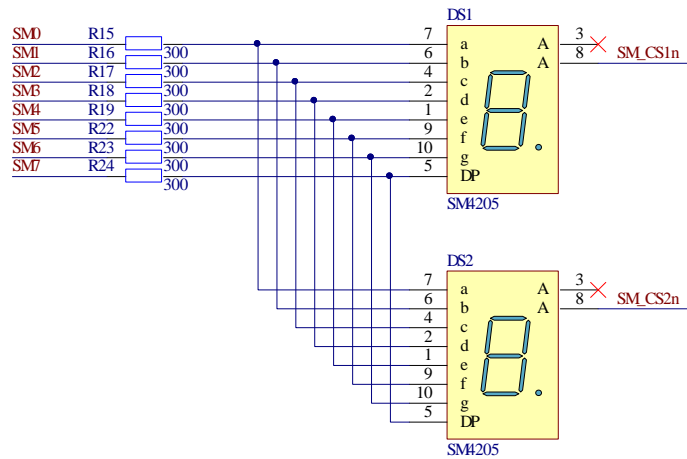 DS1
SM0 R15 7 a A 3
SM1 R16 300 6 b A 8 SM_CS1n
SM2 R17 300 4 c
SM3 R18 300 2 d
SM4 R19 300 1 e
SM5 R22 300 9 f
SM6 R23 300 10 g
SM7 R24 300 5 DP
300
SM4205
DS2
7 a A 3
6 b A 8 SM_CS2n
4 c
2 d
1 e
9 f
10 g
5 DP
SM4205